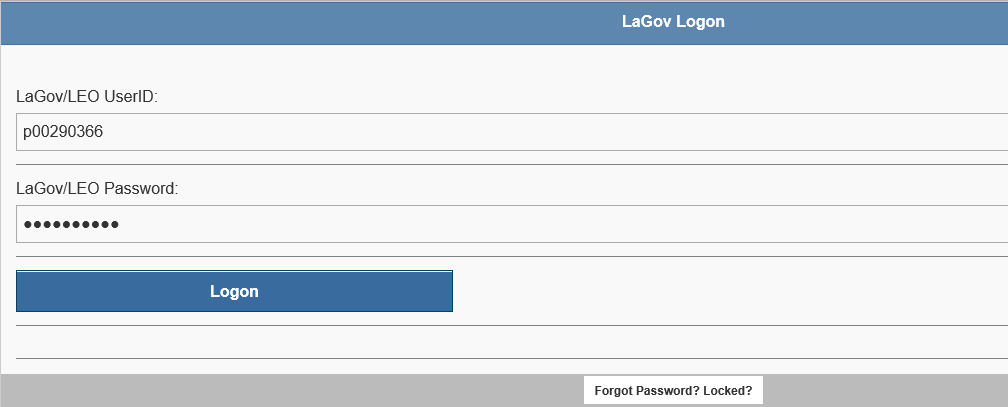 LaGov Logon
LaGov/LEO UserID:
p00290366
LaGov/LEO Password:
●●●●●●●●●●
Logon
Forgot Password? Locked?